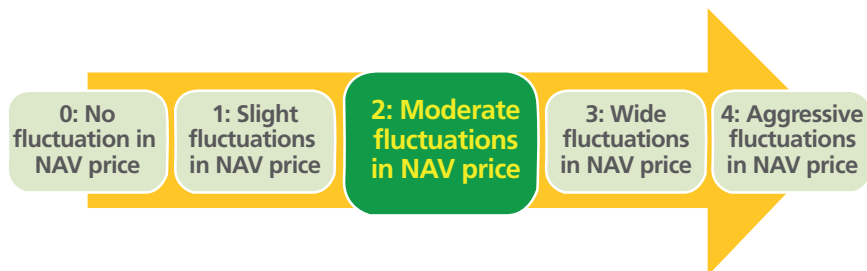 0: No
fluctuation in
NAV price
1: Slight
fluctuations
in NAV price
2: Moderate
fluctuations
in NAV price
3: Wide
fluctuations
in NAV price
4: Aggressive
fluctuations
in NAV price